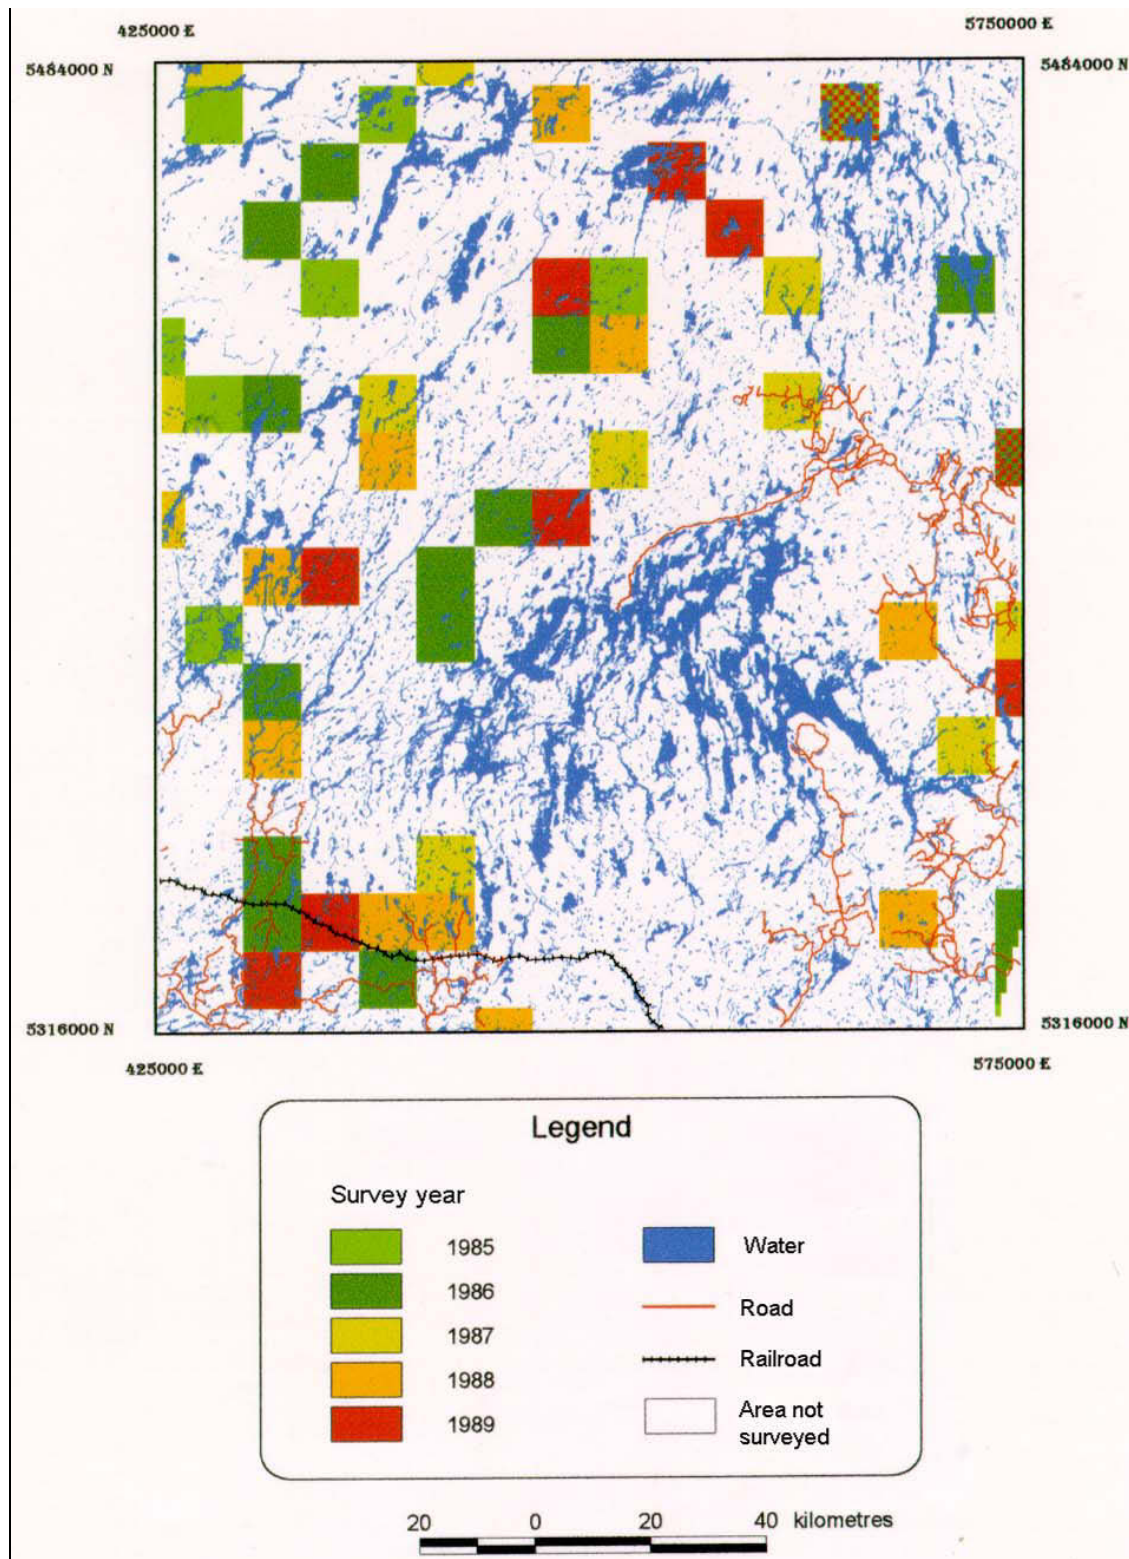 425000 E
5750000 E
5484000 N
5484000 N
5316000 N
5316000 N
425000 E
575000 E
Legend
Survey year
1985
1986
1987
1988
1989
Water
Road
Railroad
Area not
surveyed
20 0 20 40 kilometres